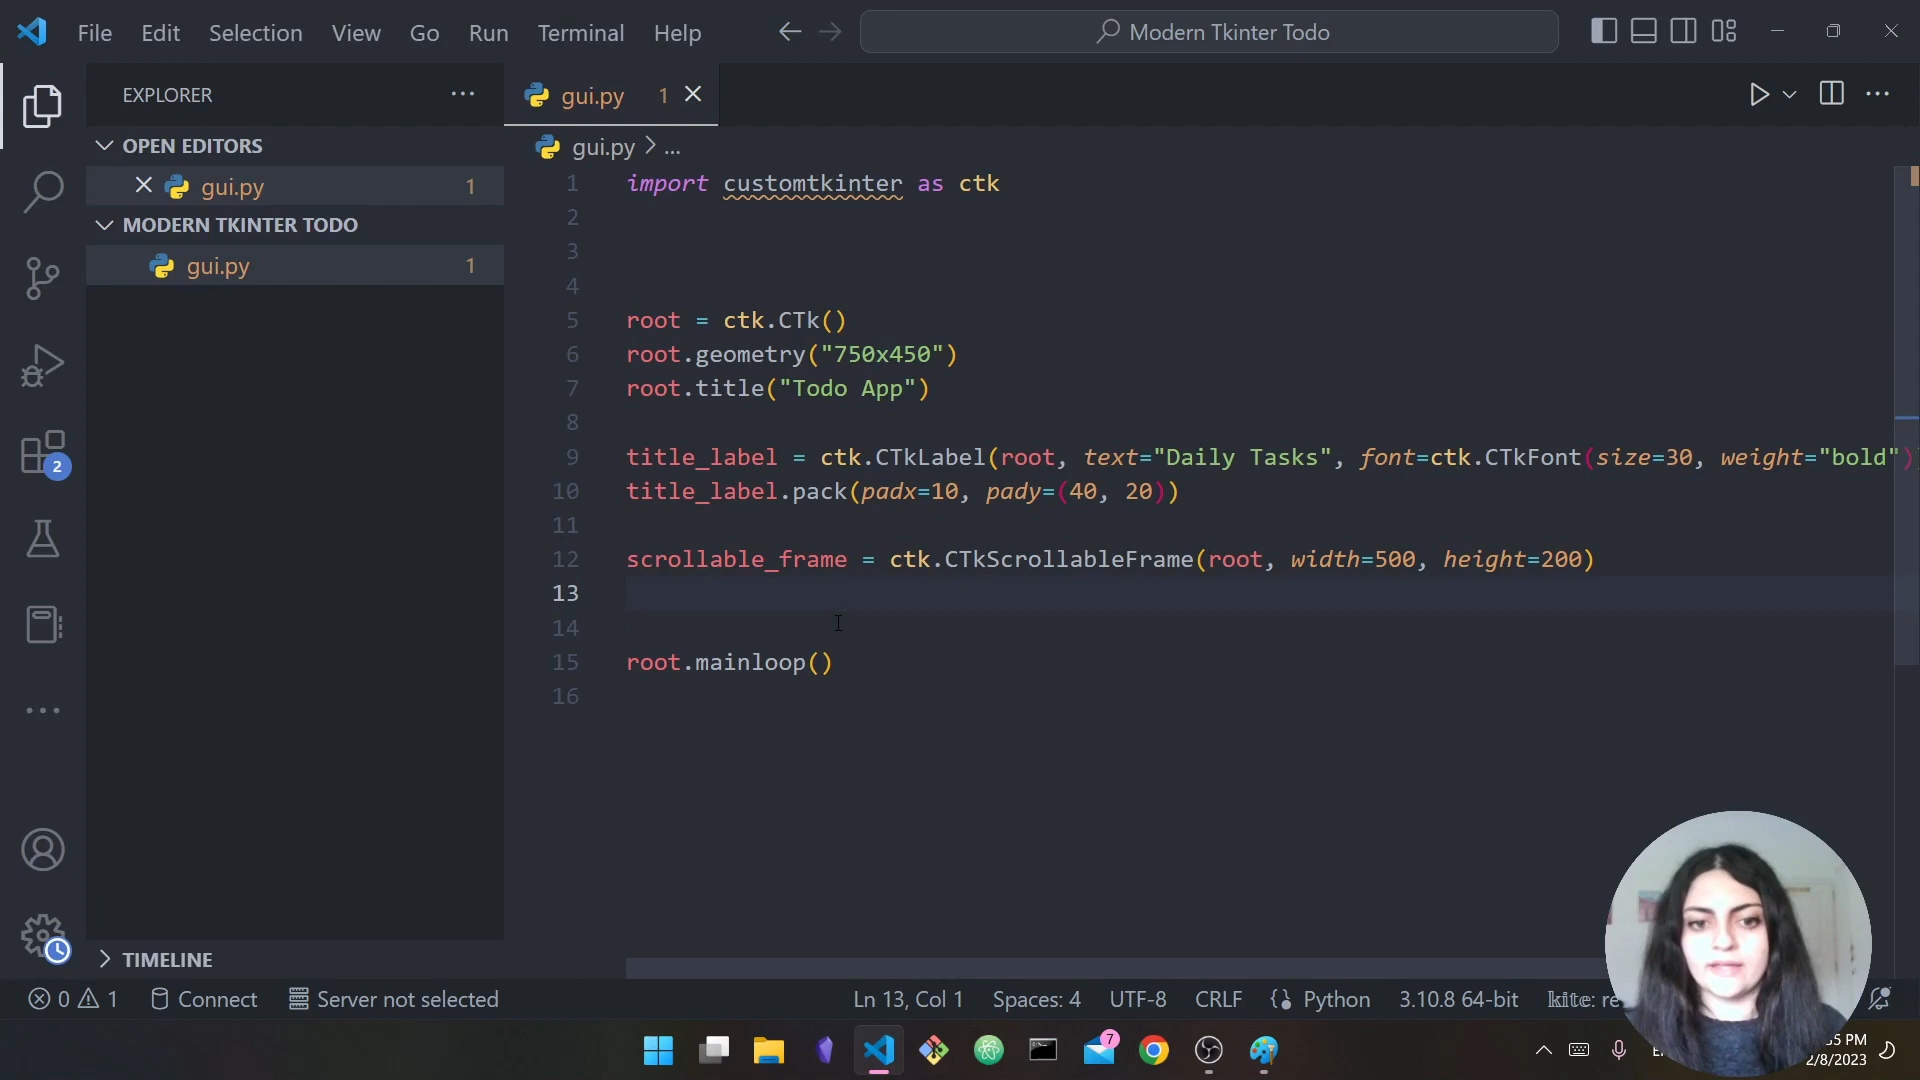 File Edit Selection View Go Run Terminal Help
Modern Tkinter Todo
EXPLORER
OPEN EDITORS
gui.py 1
MODERN TKINTER TODO
gui.py 1
TIMELINE
gui.py 1
gui.py > ...
1 import customtkinter as ctk
2
3
4
5 root = ctk.CTk()
6 root.geometry("750x450")
7 root.title("Todo App")
8
9 title_label = ctk.CTkLabel(root, text="Daily Tasks", font=ctk.CTkFont(size=30, weight="bold")
10 title_label.pack(padx=10, pady=(40, 20))
11
12 scrollable_frame = ctk.CTkScrollableFrame(root, width=500, height=200)
13
14
15 root.mainloop()
16
2
0 1 Connect Server not selected
Ln 13, Col 1 Spaces: 4 UTF-8 CRLF {} Python 3.10.8 64-bit kite:
7
PM
2/8/2023